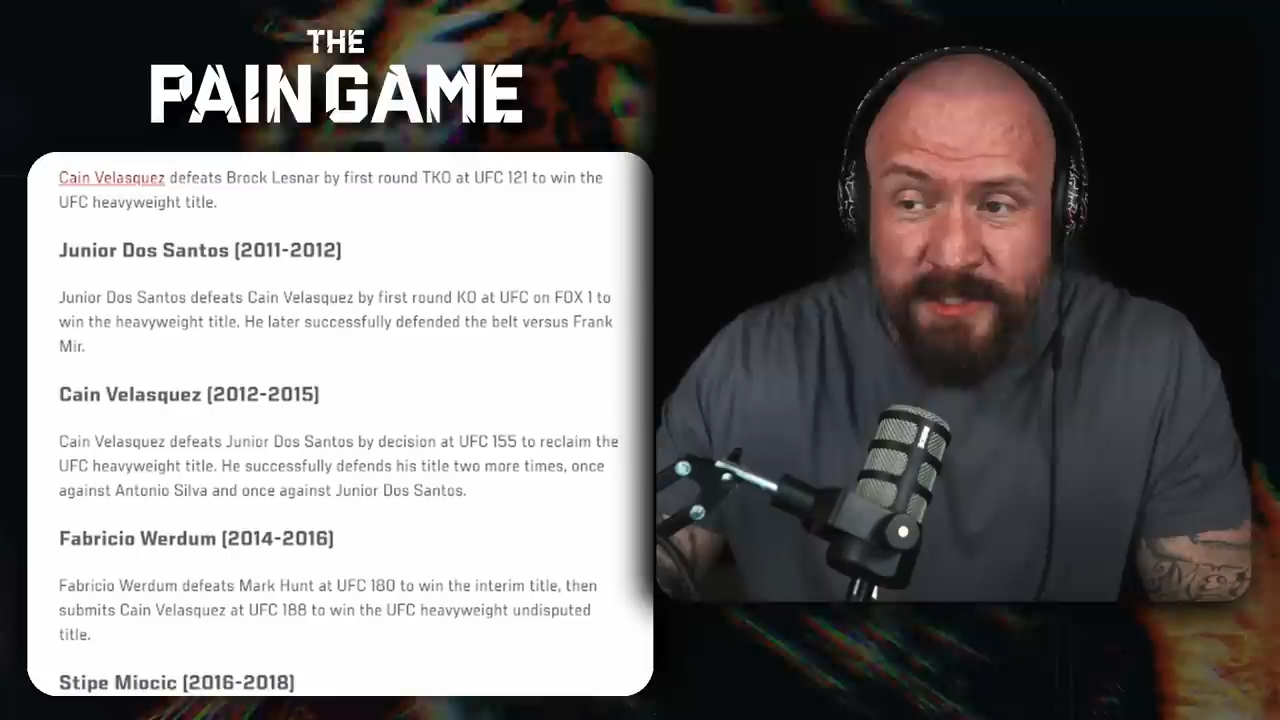 THE
PAIN GAME
Cain Velasquez defeats Brock Lesnar by first round TKO at UFC 121 to win the
UFC heavyweight title.
Junior Dos Santos (2011-2012)
Junior Dos Santos defeats Cain Velasquez by first round KO at UFC on FOX 1 to
win the heavyweight title. He later successfully defended the belt versus Frank
Mir.
Cain Velasquez (2012-2015)
Cain Velasquez defeats Junior Dos Santos by decision at UFC 155 to reclaim the
UFC heavyweight title. He successfully defends his title two more times, once
against Antonio Silva and once against Junior Dos Santos.
Fabricio Werdum (2014-2016)
Fabricio Werdum defeats Mark Hunt at UFC 180 to win the interim title, then
submits Cain Velasquez at UFC 188 to win the UFC heavyweight undisputed
title.
Stipe Miocic (2016-2018)